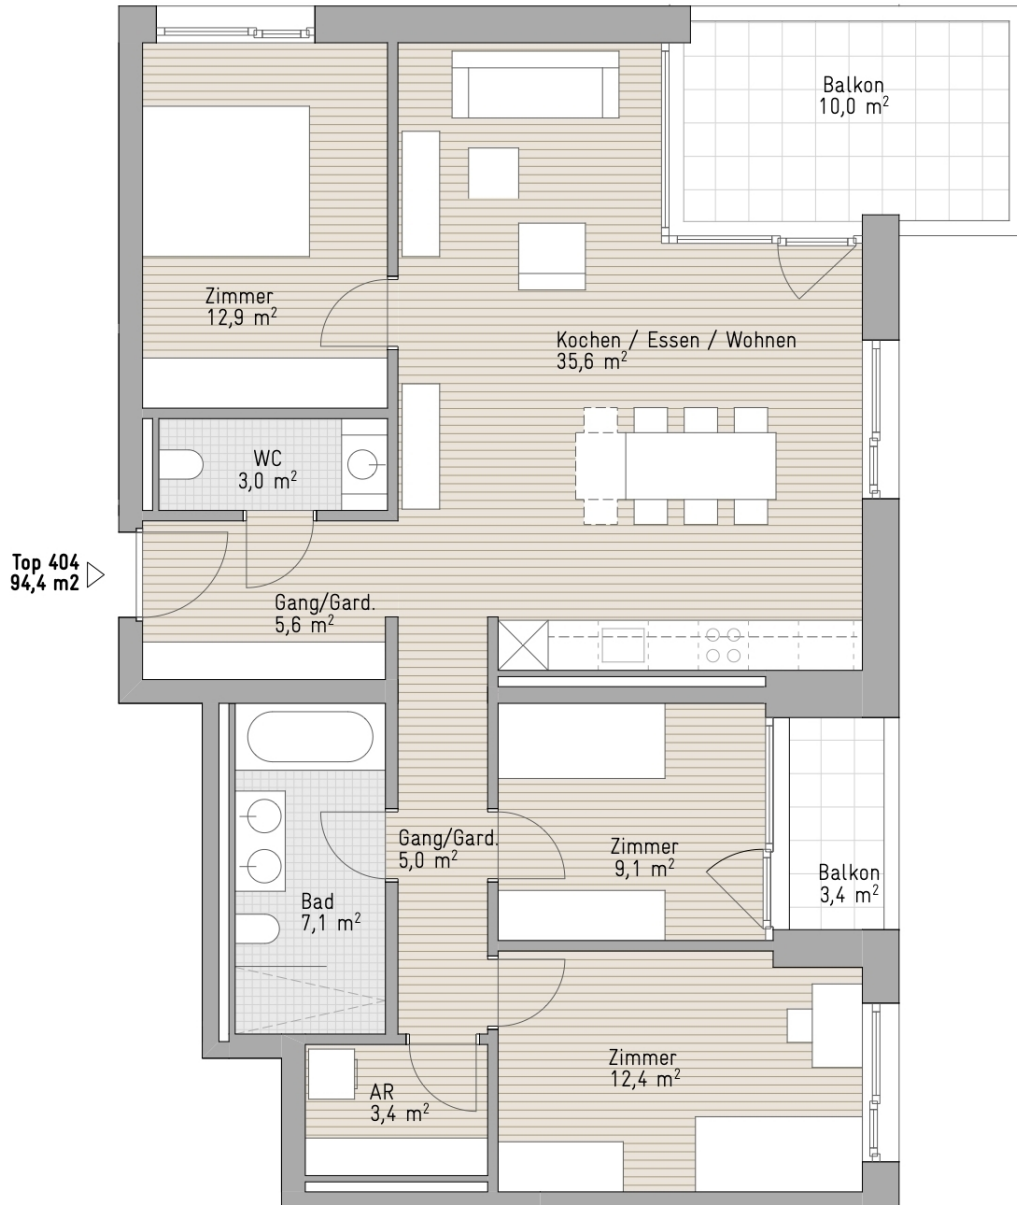 Balkon
10,0 m²
Zimmer
12,9 m²
Kochen / Essen / Wohnen
35,6 m²
WC
3,0 m²
Top 404
94,4 m2
Gang/Gard.
5,6 m²
Gang/Gard.
5,0 m²
Zimmer
9,1 m²
Balkon
3,4 m²
Bad
7,1 m²
Zimmer
12,4 m²
AR
3,4 m²